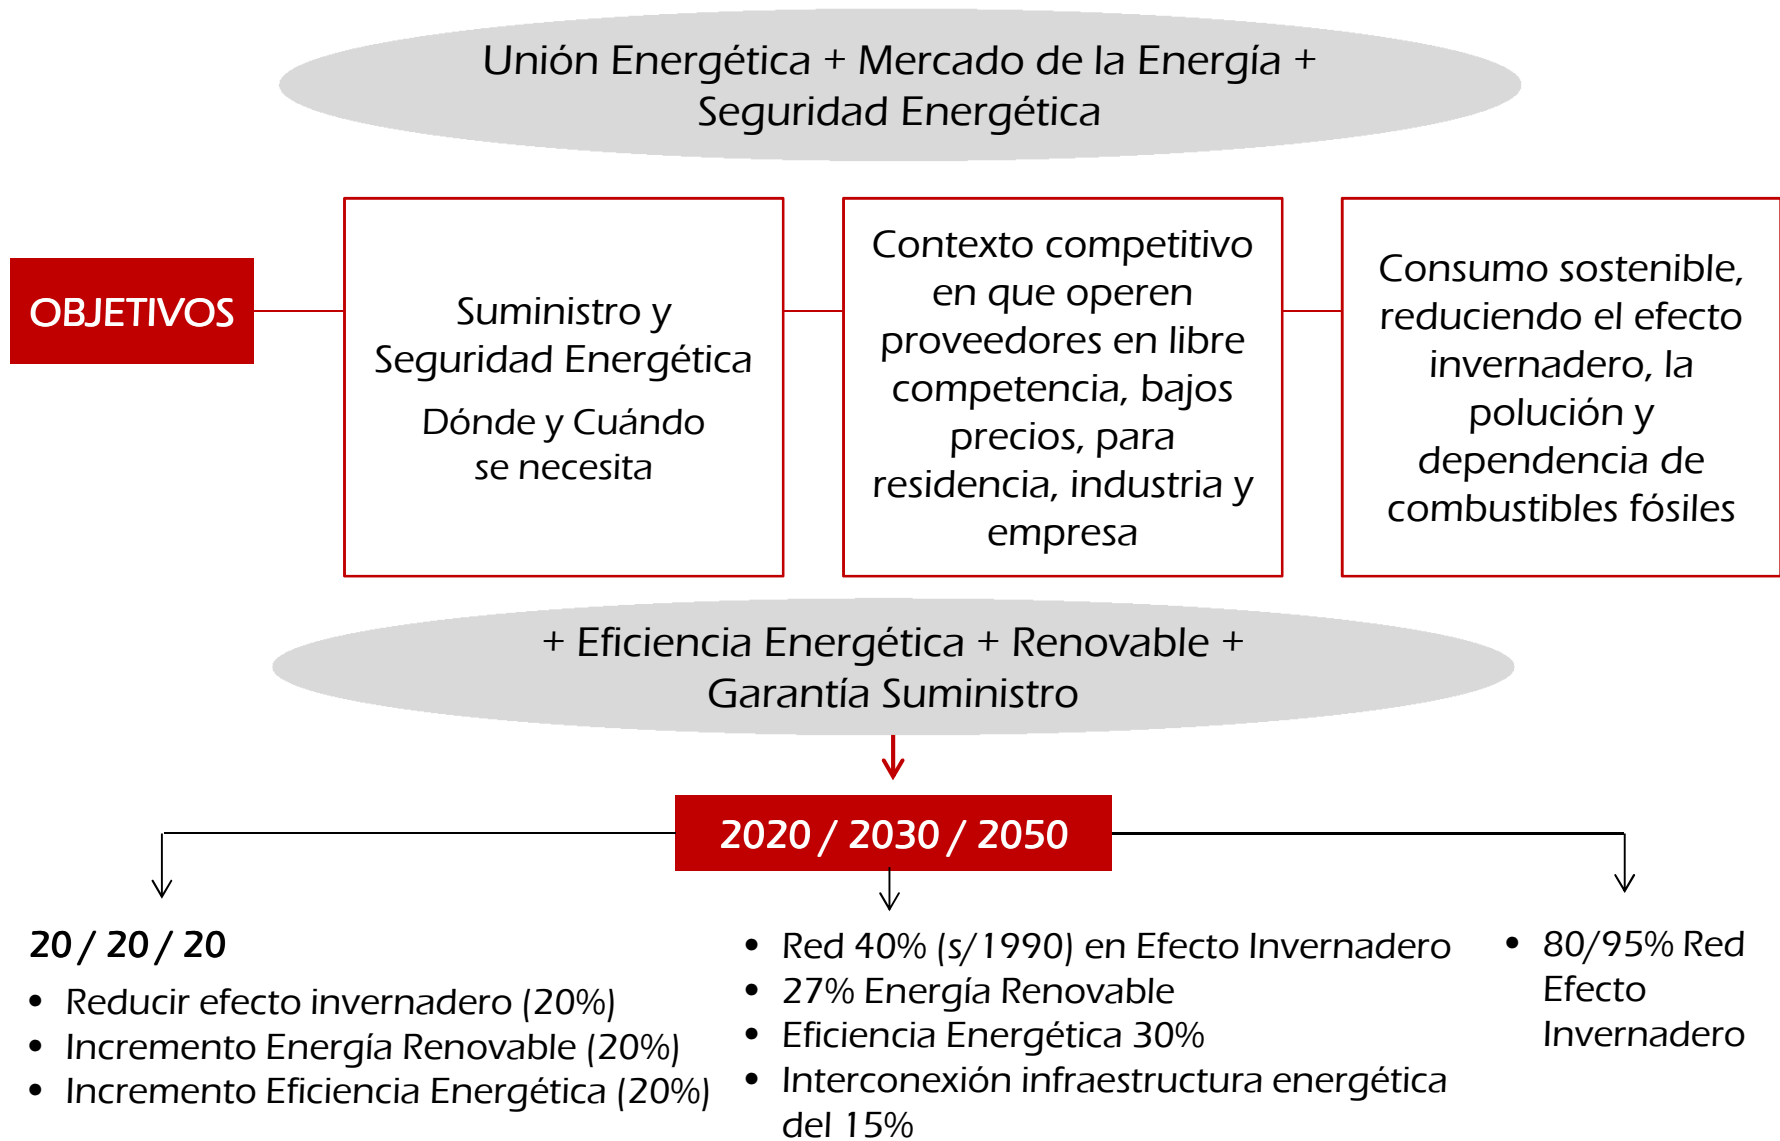 Unión Energética + Mercado de la Energía +
Seguridad Energética
OBJETIVOS
Suministro y
Seguridad Energética
Dónde y Cuándo
se necesita
Contexto competitivo
en que operen
proveedores en libre
competencia, bajos
precios, para
residencia, industria y
empresa
Consumo sostenible,
reduciendo el efecto
invernadero, la
polución y
dependencia de
combustibles fósiles
+ Eficiencia Energética + Renovable +
Garantía Suministro
2020 / 2030 / 2050
20 / 20 / 20
• Reducir efecto invernadero (20%)
• Incremento Energía Renovable (20%)
• Incremento Eficiencia Energética (20%)
• Red 40% (s/1990) en Efecto Invernadero
• 27% Energía Renovable
• Eficiencia Energética 30%
• Interconexión infraestructura energética
del 15%
• 80/95% Red
Efecto
Invernadero